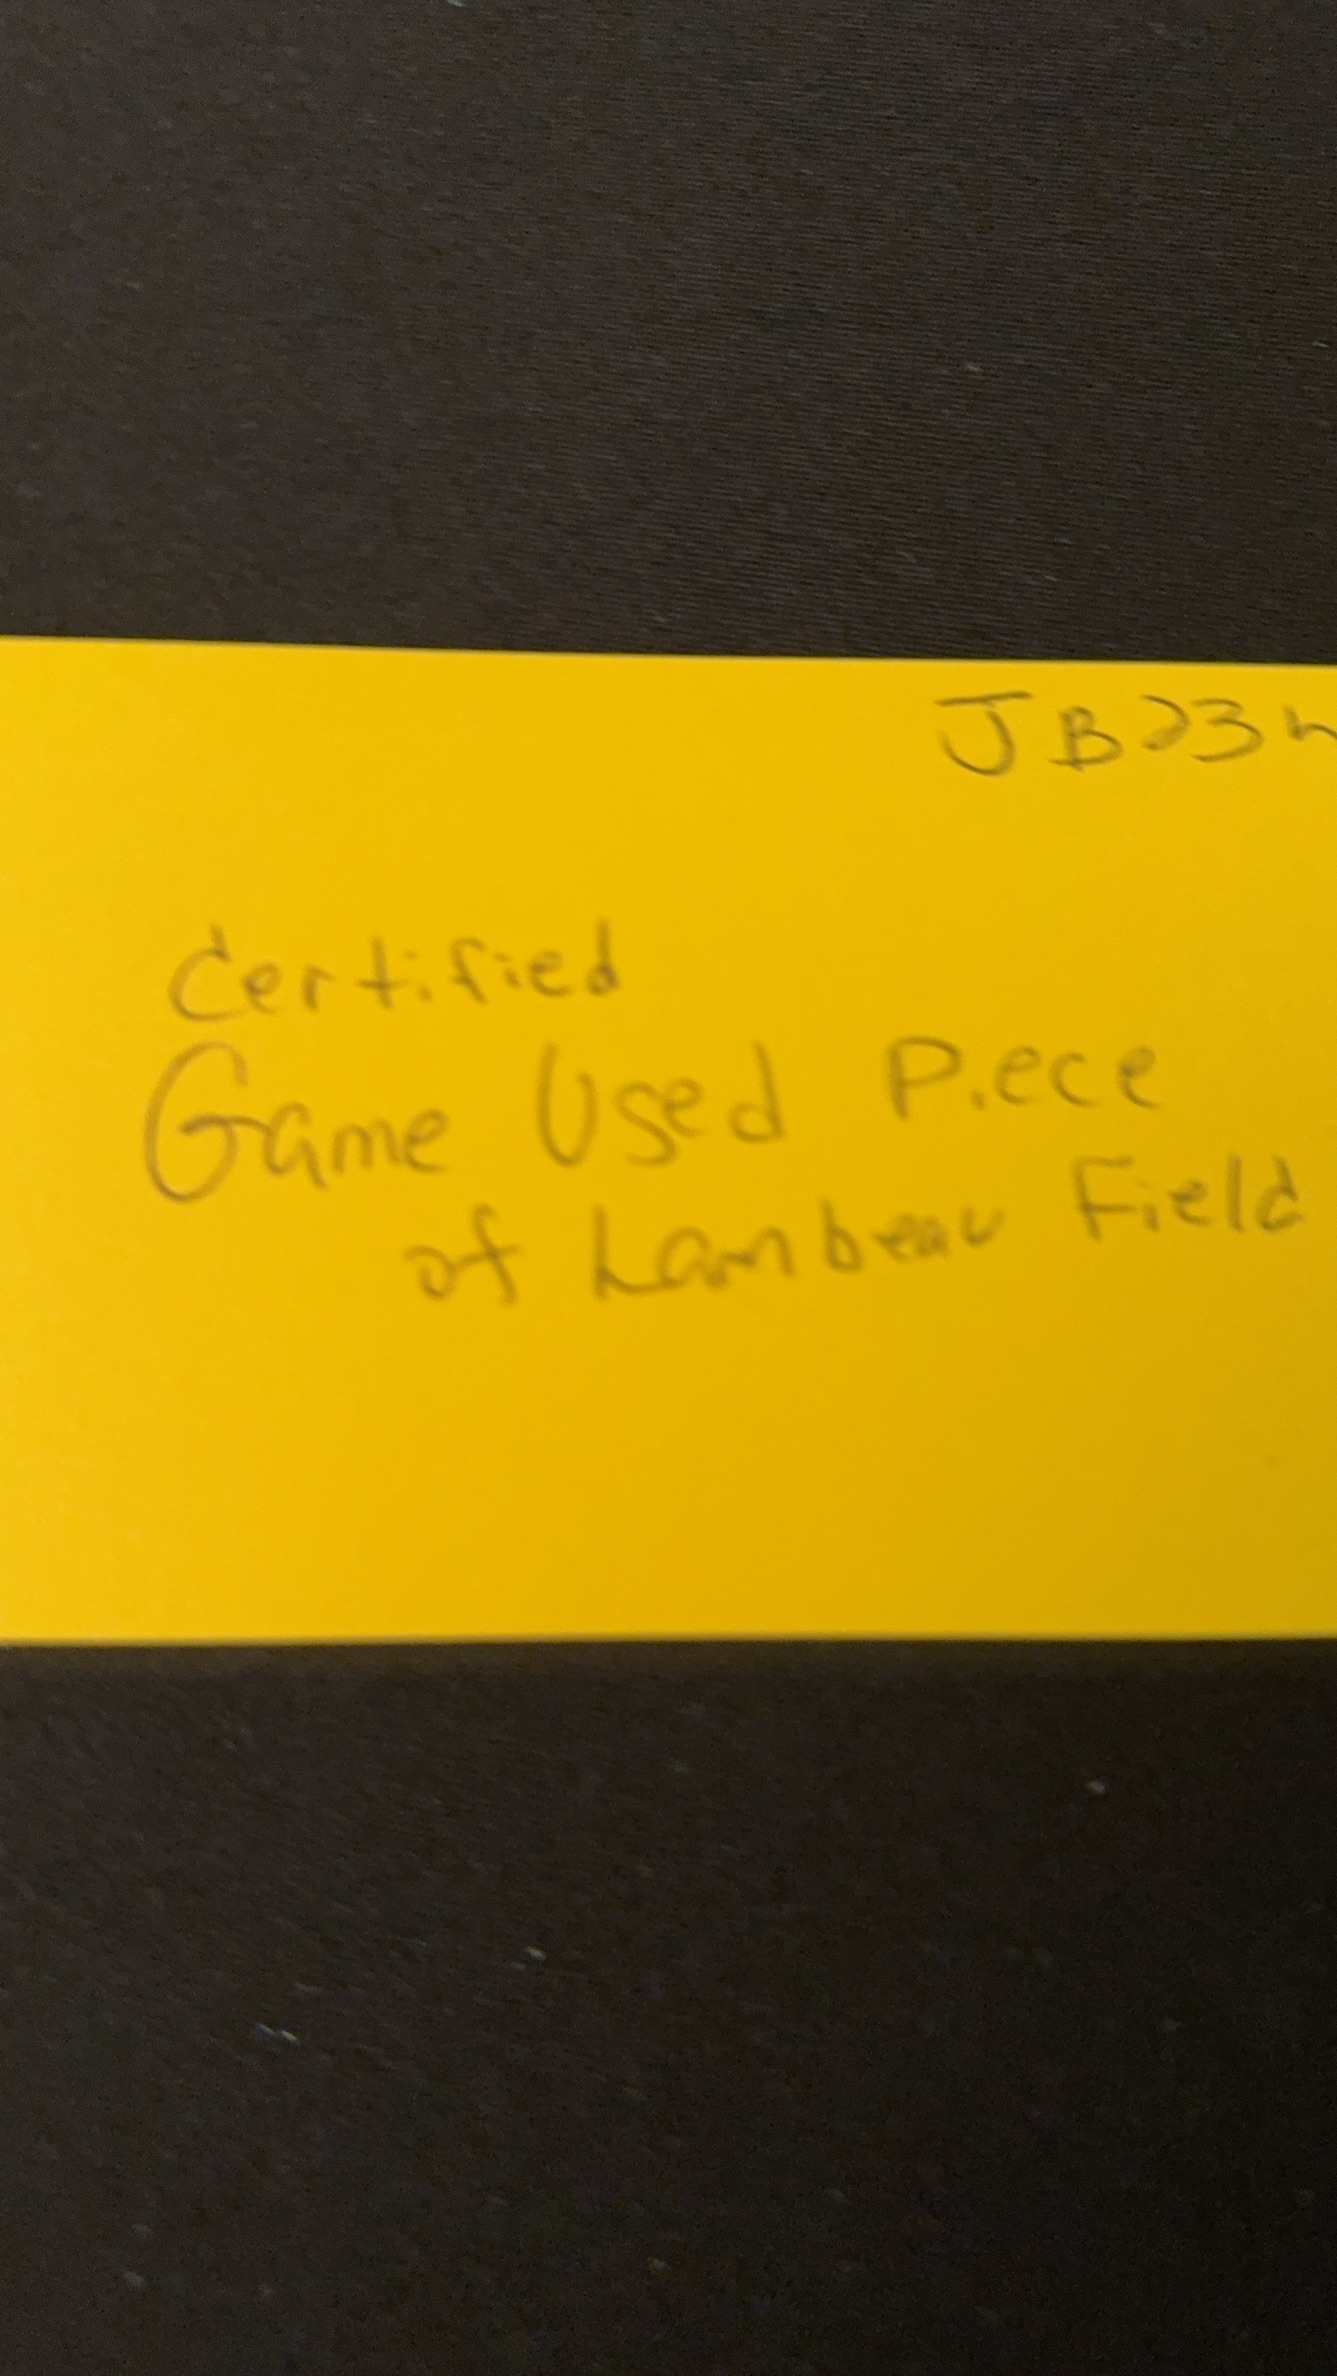 JB23
Certified
Game Used Piece
of Lambeau Field